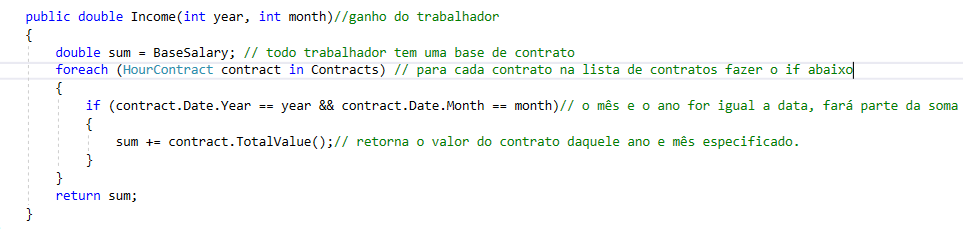 public double Income(int year, int month)//ganho do trabalhador
{
double sum = BaseSalary; // todo trabalhador tem uma base de contrato
foreach (HourContract contract in Contracts) // para cada contrato na lista de contratos fazer o if abaixo
{
if (contract.Date.Year == year && contract.Date.Month == month)// o mês e o ano for igual a data, fará parte da soma
{
sum += contract.TotalValue();// retorna o valor do contrato daquele ano e mês especificado.
}
}
return sum;
}